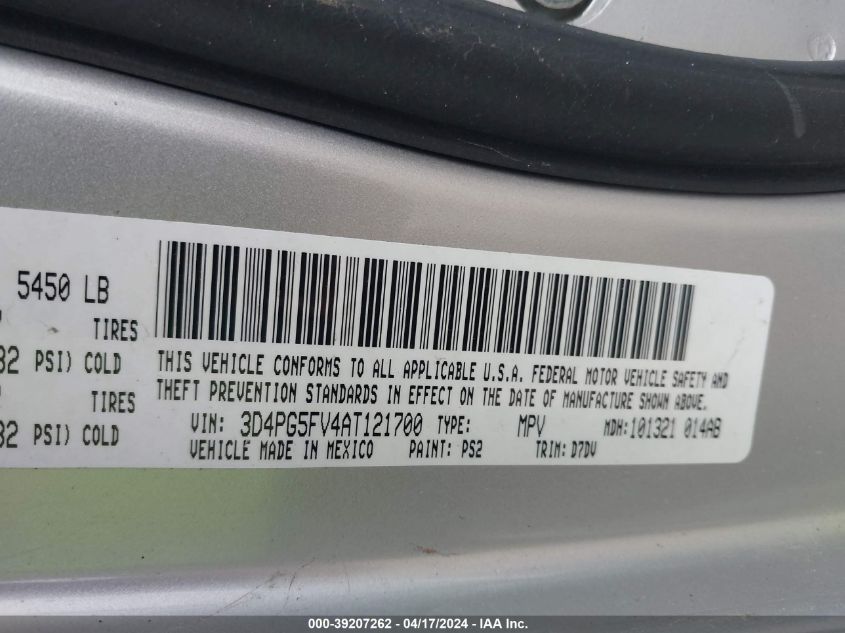 5450 LB
TIRES
32 PSI) COLD
TIRES
32 PSI) COLD
THIS VEHICLE CONFORMS TO ALL APPLICABLE U.S.A. FEDERAL MOTOR VEHICLE SAFETY AND
THEFT PREVENTION STANDARDS IN EFFECT ON THE DATE OF MANUFACTURE SHOWN ABOVE.
VIN: 3D4PG5FV4AT121700 TYPE: MPV MDH: 101321 014AB
VEHICLE MADE IN MEXICO PAINT: PS2 TRIM: D7DV
000-39207262 - 04/17/2024 - IAA Inc.